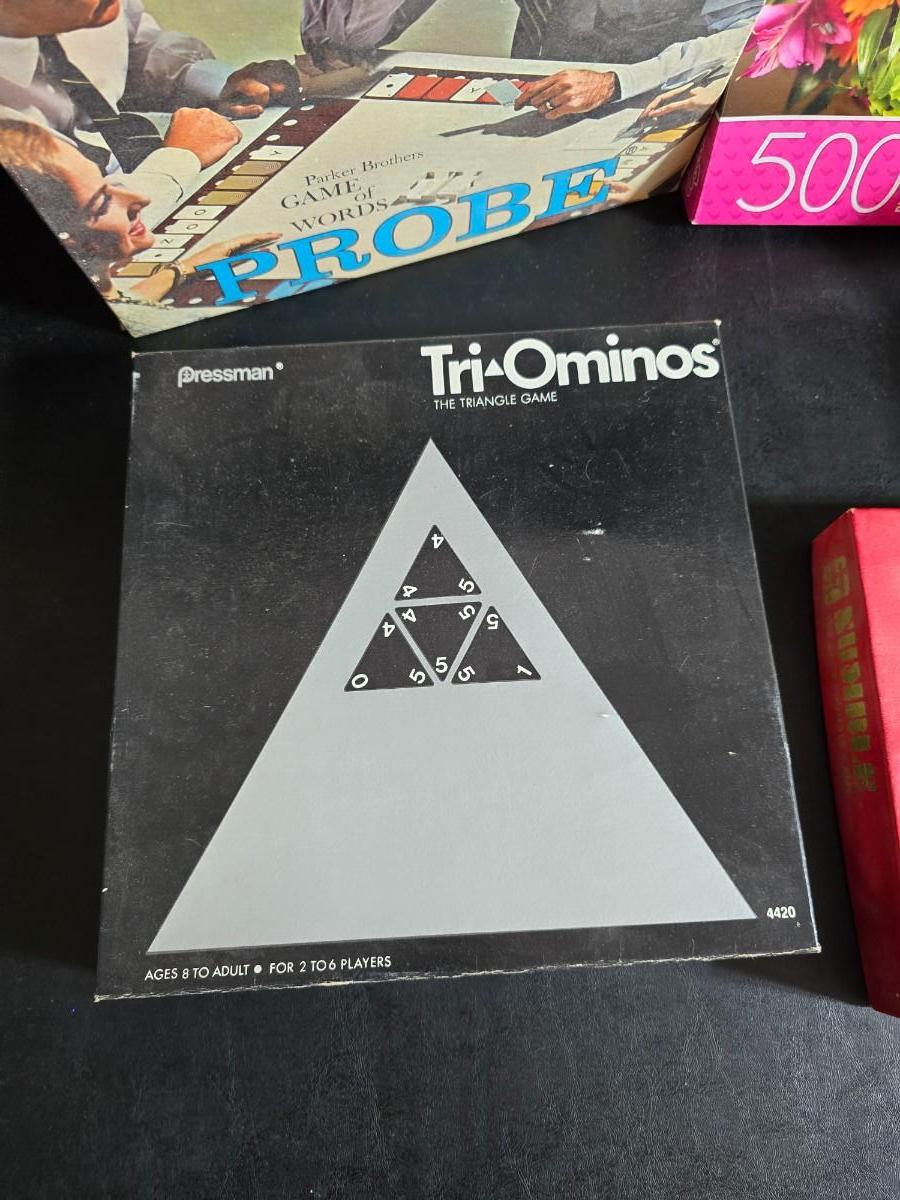 Parker Brothers
GAME
of
WORDS
PROBE
500
Pressman®
Tri▲Ominos®
THE TRIANGLE GAME
4
4 5
4 5
4 5 5
0 5 5 1
4420
AGES 8 TO ADULT ● FOR 2 TO 6 PLAYERS